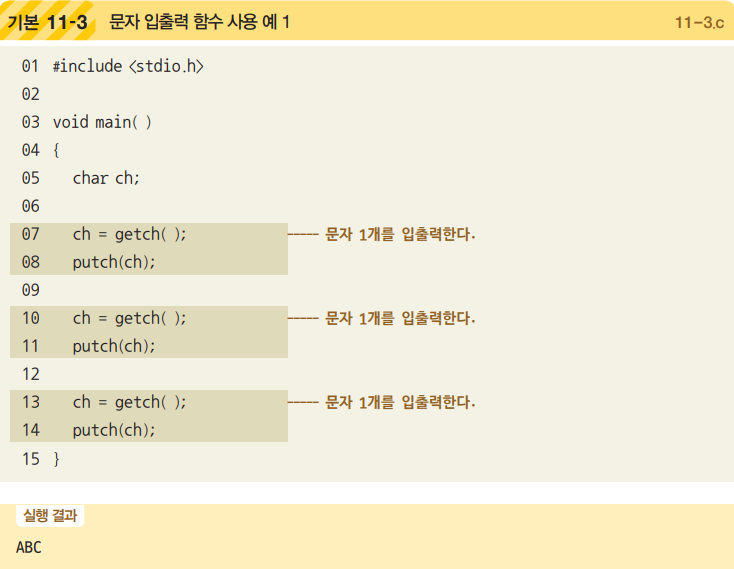 기본 11-3 문자 입출력 함수 사용 예 1 11-3.c
01 #include <stdio.h>
02
03 void main( )
04 {
05 char ch;
06
07 ch = getch( ); ----- 문자 1개를 입출력한다.
08 putch(ch);
09
10 ch = getch( ); ----- 문자 1개를 입출력한다.
11 putch(ch);
12
13 ch = getch( ); ----- 문자 1개를 입출력한다.
14 putch(ch);
15 }
실행 결과
ABC